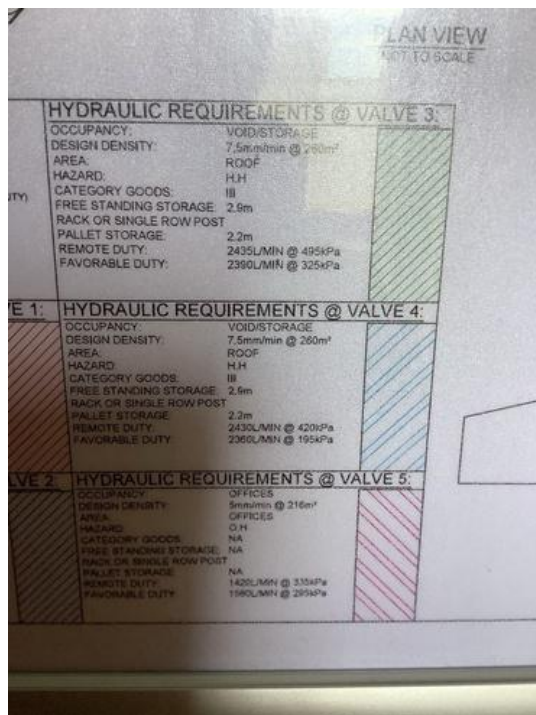 PLAN VIEW
NOT TO SCALE
HYDRAULIC REQUIREMENTS @ VALVE 3:
OCCUPANCY: VOID/STORAGE
DESIGN DENSITY: 7.5mm/min @ 260m²
AREA: ROOF
HAZARD: H.H
CATEGORY GOODS: III
FREE STANDING STORAGE: 2.9m
RACK OR SINGLE ROW POST
PALLET STORAGE: 2.2m
REMOTE DUTY: 2435L/MIN @ 495kPa
FAVORABLE DUTY: 2390L/MIN @ 325kPa
E 1:
HYDRAULIC REQUIREMENTS @ VALVE 4:
OCCUPANCY: VOID/STORAGE
DESIGN DENSITY: 7.5mm/min @ 260m²
AREA: ROOF
HAZARD: H.H
CATEGORY GOODS: III
FREE STANDING STORAGE: 2.9m
RACK OR SINGLE ROW POST
PALLET STORAGE: 2.2m
REMOTE DUTY: 2430L/MIN @ 420kPa
FAVORABLE DUTY: 2360L/MIN @ 195kPa
LVE 2:
HYDRAULIC REQUIREMENTS @ VALVE 5:
OCCUPANCY: OFFICES
DESIGN DENSITY: 5mm/min @ 216m²
AREA: OFFICES
HAZARD: O.H
CATEGORY GOODS: NA
FREE STANDING STORAGE: NA
RACK OR SINGLE ROW POST
PALLET STORAGE: NA
REMOTE DUTY: 1420L/MIN @ 335kPa
FAVORABLE DUTY: 1560L/MIN @ 295kPa